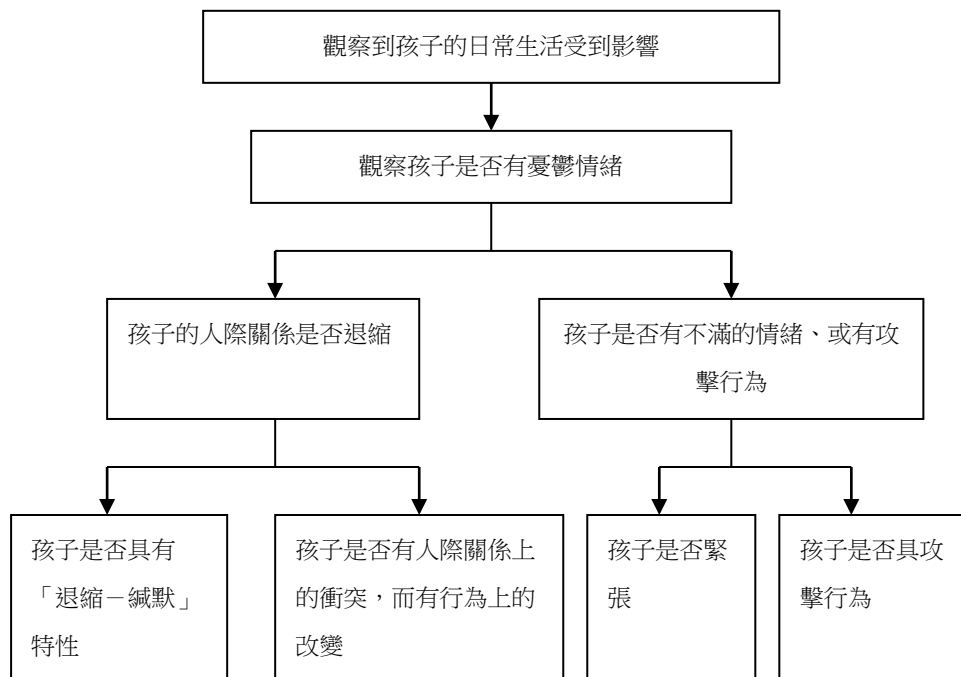 觀察到孩子的日常生活受到影響
觀察孩子是否有憂鬱情緒
孩子的人際關係是否退縮
孩子是否有不滿的情緒、或有攻
擊行為
孩子是否具有
「退縮－緘默」
特性
孩子是否有人際關係上
的衝突，而有行為上的
改變
孩子是否緊
張
孩子是否具攻
擊行為